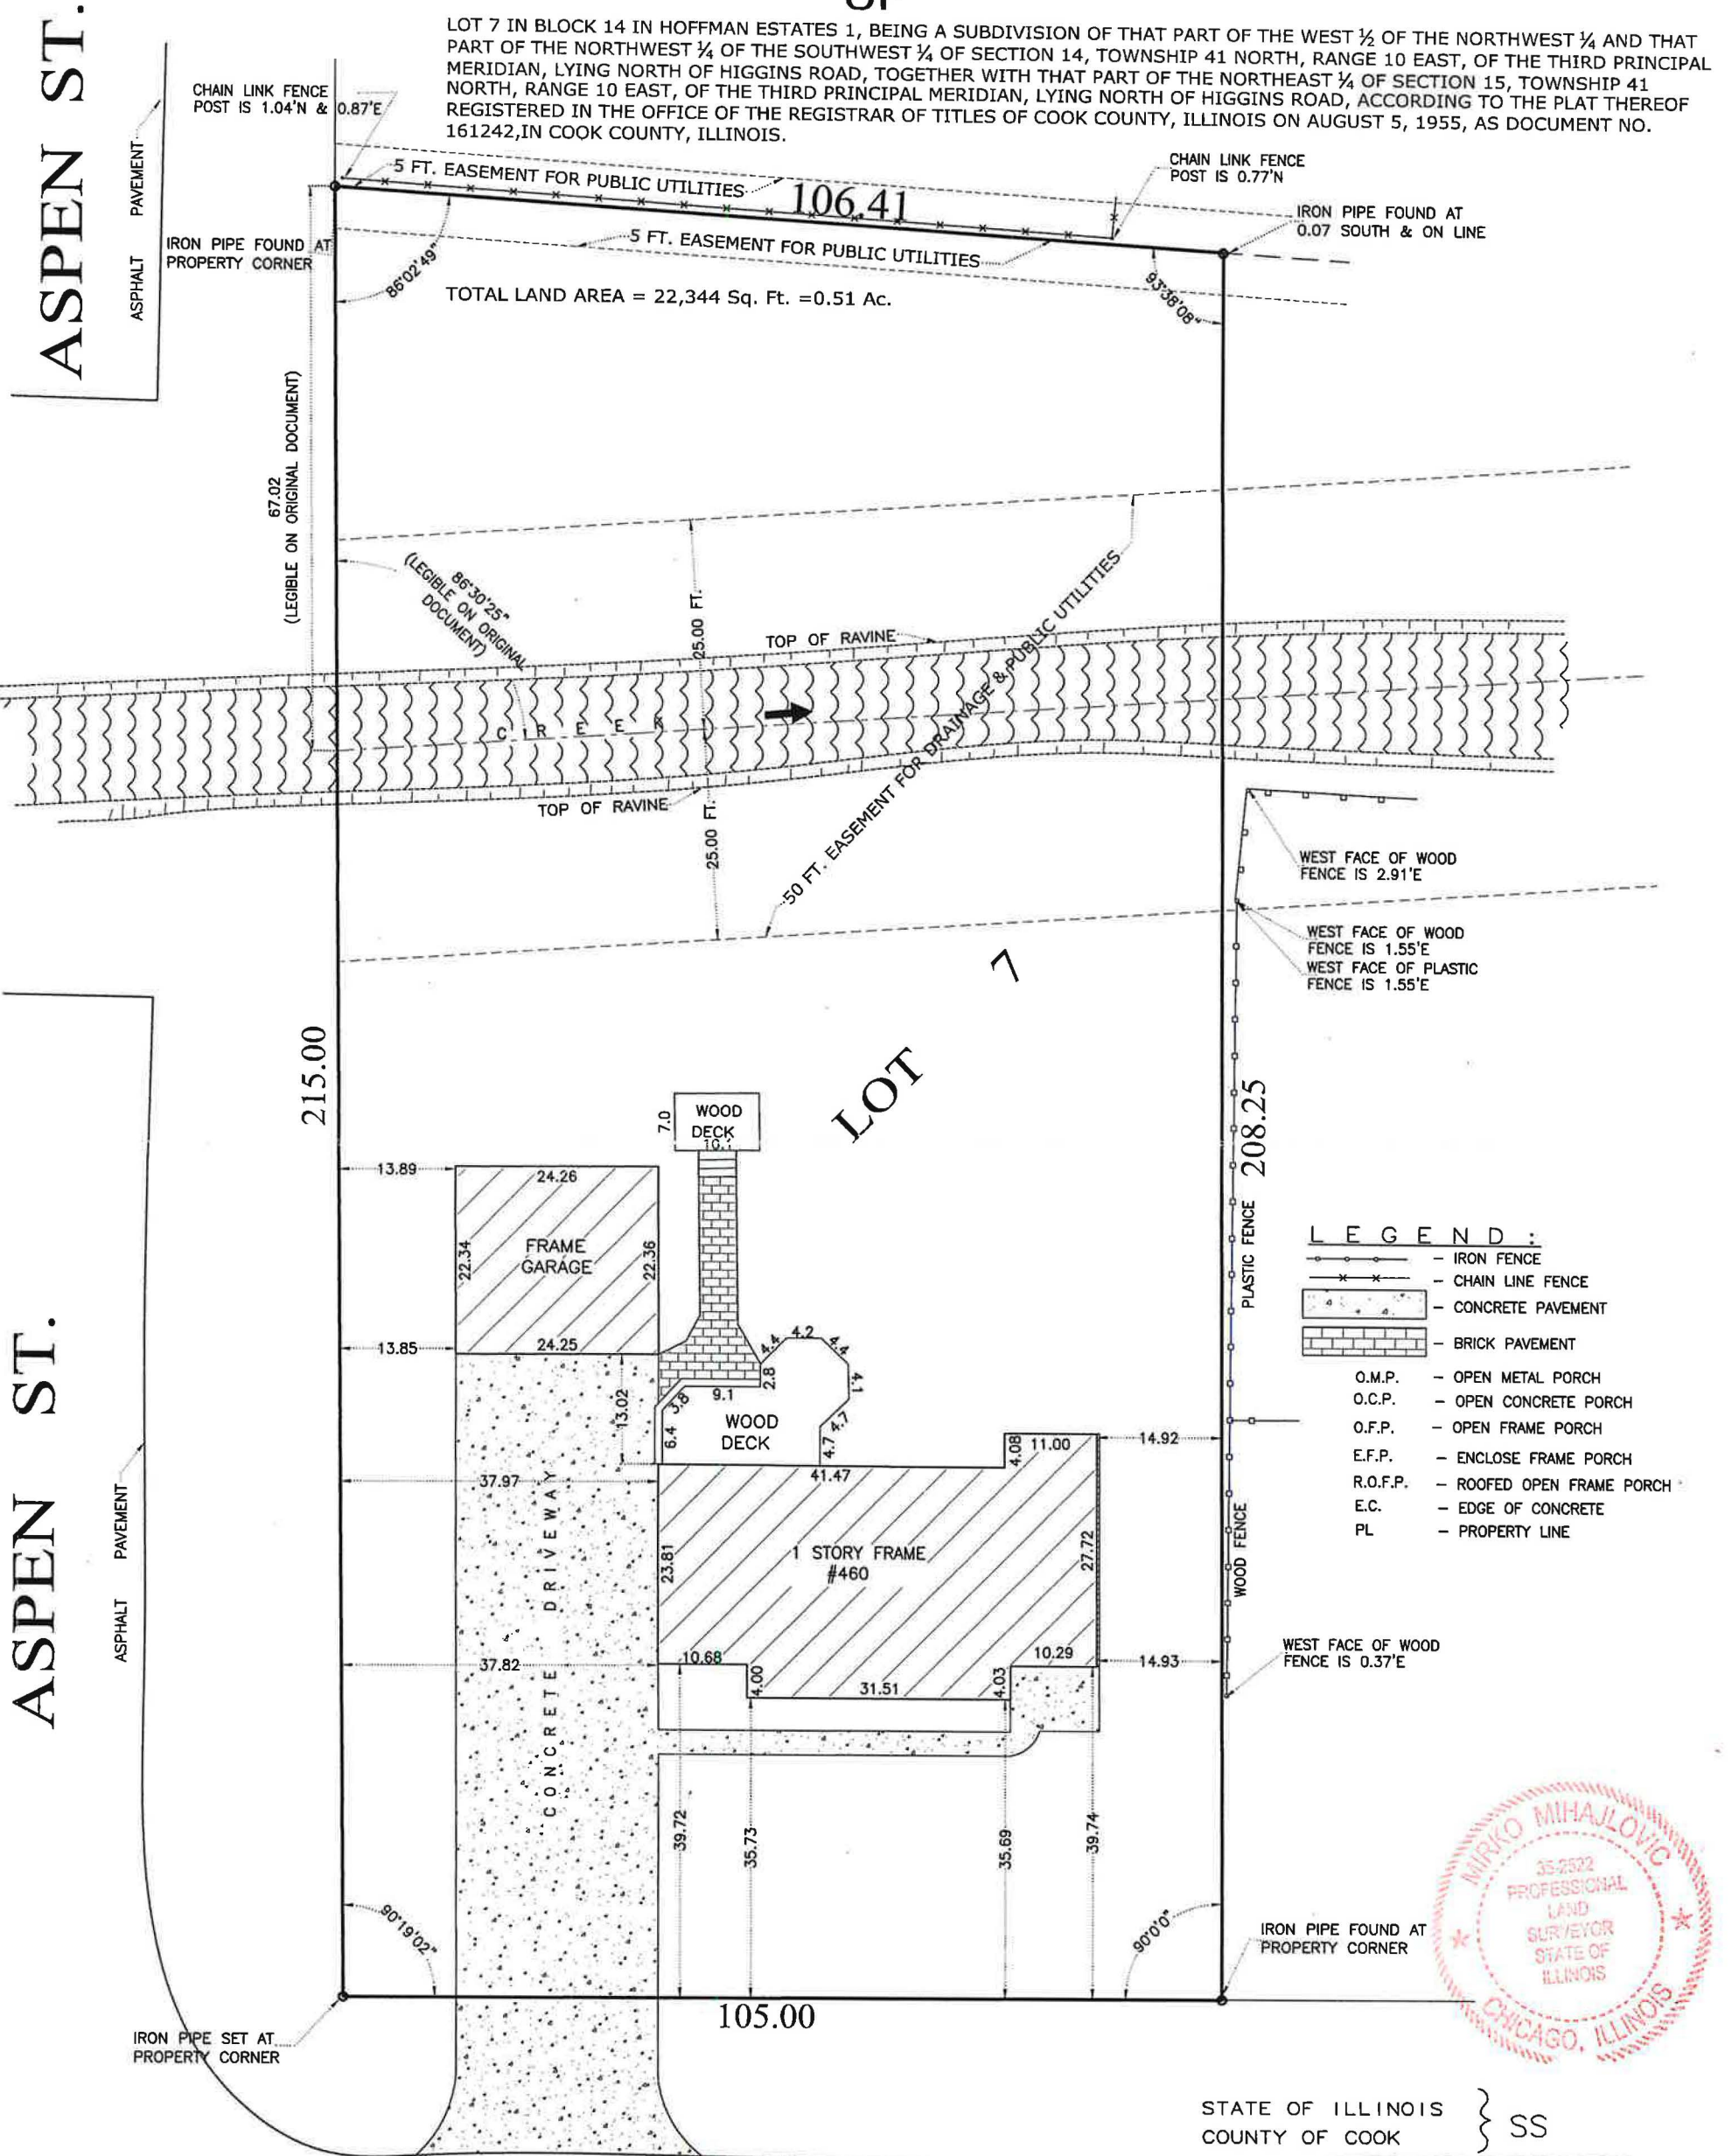 OF
LOT 7 IN BLOCK 14 IN HOFFMAN ESTATES 1, BEING A SUBDIVISION OF THAT PART OF THE WEST ½ OF THE NORTHWEST ¼ AND THAT
PART OF THE NORTHWEST ¼ OF THE SOUTHWEST ¼ OF SECTION 14, TOWNSHIP 41 NORTH, RANGE 10 EAST, OF THE THIRD PRINCIPAL
MERIDIAN, LYING NORTH OF HIGGINS ROAD, TOGETHER WITH THAT PART OF THE NORTHEAST ¼ OF SECTION 15, TOWNSHIP 41
NORTH, RANGE 10 EAST, OF THE THIRD PRINCIPAL MERIDIAN, LYING NORTH OF HIGGINS ROAD, ACCORDING TO THE PLAT THEREOF
REGISTERED IN THE OFFICE OF THE REGISTRAR OF TITLES OF COOK COUNTY, ILLINOIS ON AUGUST 5, 1955, AS DOCUMENT NO.
161242,IN COOK COUNTY, ILLINOIS.
ASPEN ST.
ASPHALT PAVEMENT
CHAIN LINK FENCE
POST IS 1.04'N & 0.87'E
5 FT. EASEMENT FOR PUBLIC UTILITIES
106.41
CHAIN LINK FENCE
POST IS 0.77'N
IRON PIPE FOUND AT
0.07 SOUTH & ON LINE
IRON PIPE FOUND AT
PROPERTY CORNER
5 FT. EASEMENT FOR PUBLIC UTILITIES
86°02'49"
93°38'08"
TOTAL LAND AREA = 22,344 Sq. Ft. =0.51 Ac.
67.02
(LEGIBLE ON ORIGINAL DOCUMENT)
86°30'25"
(LEGIBLE ON ORIGINAL
DOCUMENT)
25.00 FT.
TOP OF RAVINE
CREEK
TOP OF RAVINE
25.00 FT.
50 FT. EASEMENT FOR DRAINAGE & PUBLIC UTILITIES
WEST FACE OF WOOD
FENCE IS 2.91'E
WEST FACE OF WOOD
FENCE IS 1.55'E
WEST FACE OF PLASTIC
FENCE IS 1.55'E
LOT 7
215.00
208.25
PLASTIC FENCE
7.0
WOOD
DECK
10.1
13.89
24.26
22.34
FRAME
GARAGE
22.36
13.85
24.25
4.4
4.2
4.4
2.8
4.1
9.1
3.8
4.7
4.7
6.4
WOOD
DECK
13.02
4.08
11.00
14.92
37.97
41.47
23.81
1 STORY FRAME
#460
27.72
WOOD FENCE
37.82
10.68
4.00
31.51
4.03
10.29
14.93
WEST FACE OF WOOD
FENCE IS 0.37'E
CONCRETE DRIVEWAY
39.72
35.73
35.69
39.74
90°19'02"
90°0'0"
105.00
IRON PIPE FOUND AT
PROPERTY CORNER
IRON PIPE SET AT
PROPERTY CORNER
ASPEN ST.
ASPHALT PAVEMENT
LEGEND:
– IRON FENCE
– CHAIN LINE FENCE
– CONCRETE PAVEMENT
– BRICK PAVEMENT
O.M.P. – OPEN METAL PORCH
O.C.P. – OPEN CONCRETE PORCH
O.F.P. – OPEN FRAME PORCH
E.F.P. – ENCLOSE FRAME PORCH
R.O.F.P. – ROOFED OPEN FRAME PORCH
E.C. – EDGE OF CONCRETE
PL – PROPERTY LINE
MIRKO MIHAJLOVIC
35-2522
PROFESSIONAL
LAND
SURVEYOR
STATE OF
ILLINOIS
CHICAGO, ILLINOIS
STATE OF ILLINOIS
COUNTY OF COOK
} SS